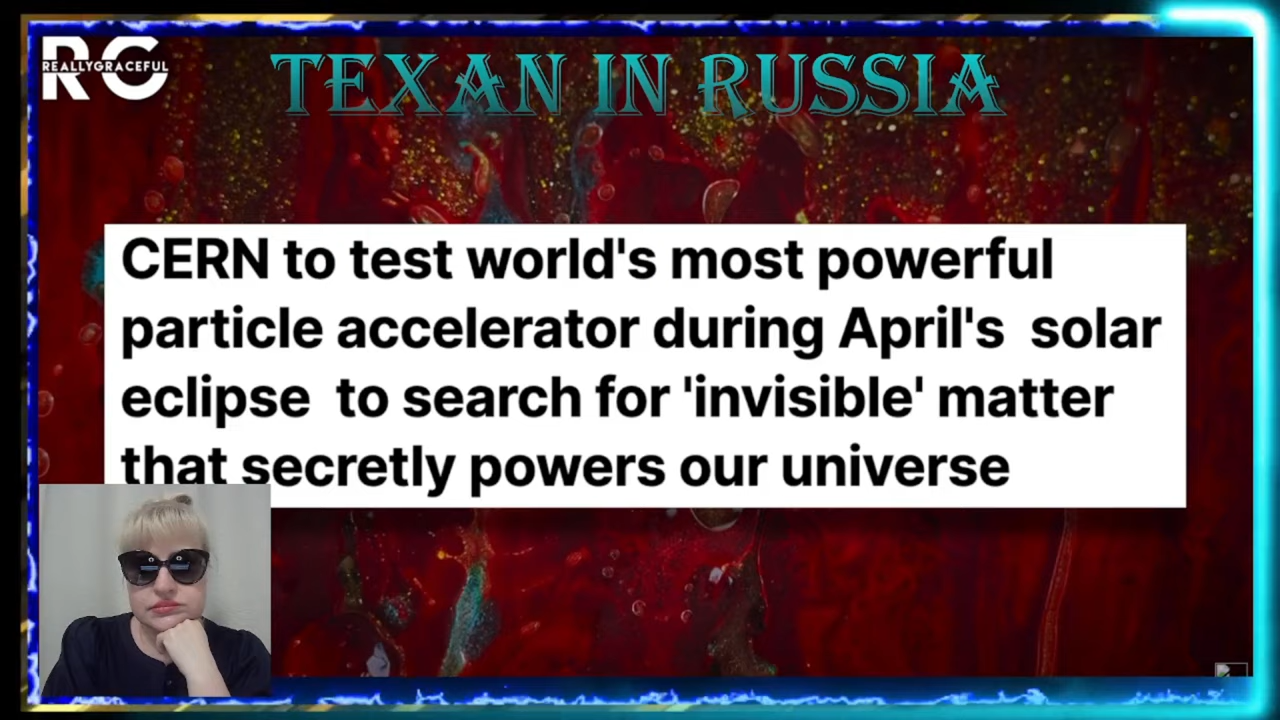 RG
REALLYGRACEFUL
TEXAN IN RUSSIA
CERN to test world's most powerful
particle accelerator during April's solar
eclipse to search for 'invisible' matter
that secretly powers our universe